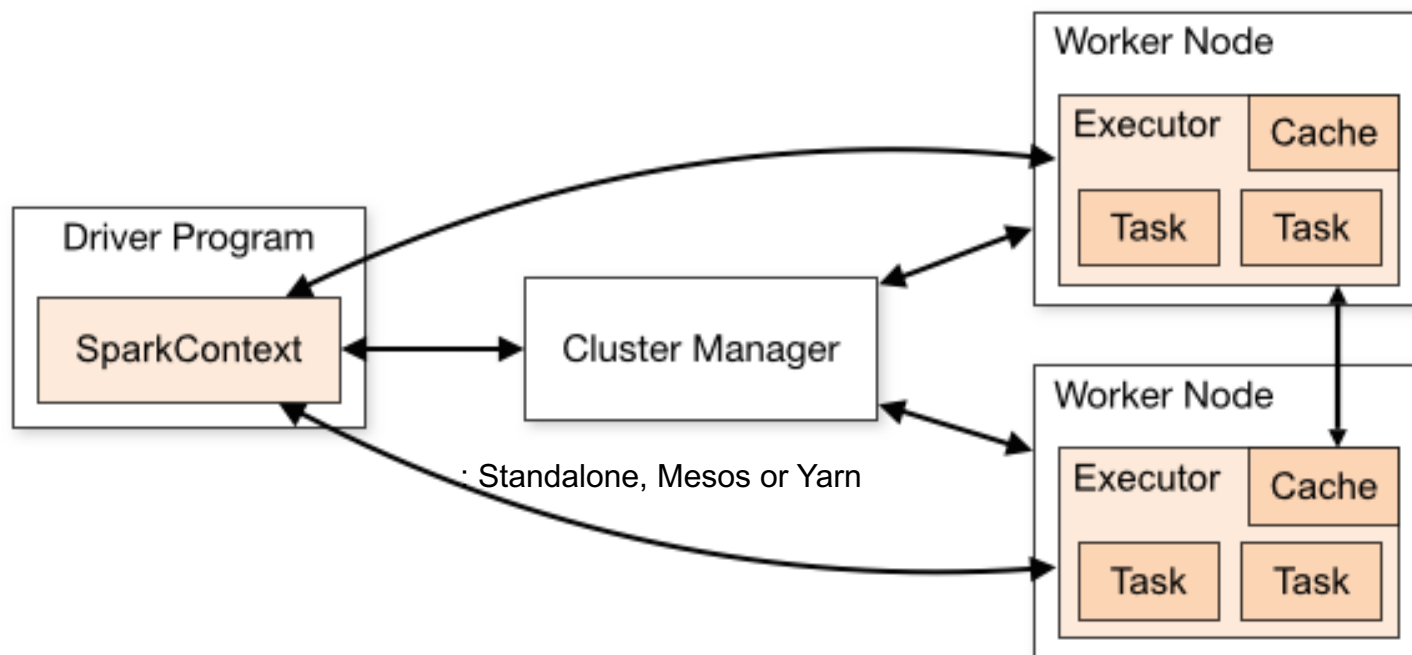 Driver Program
SparkContext
Cluster Manager
: Standalone, Mesos or Yarn
Worker Node
Executor
Cache
Task
Task
Worker Node
Executor
Cache
Task
Task